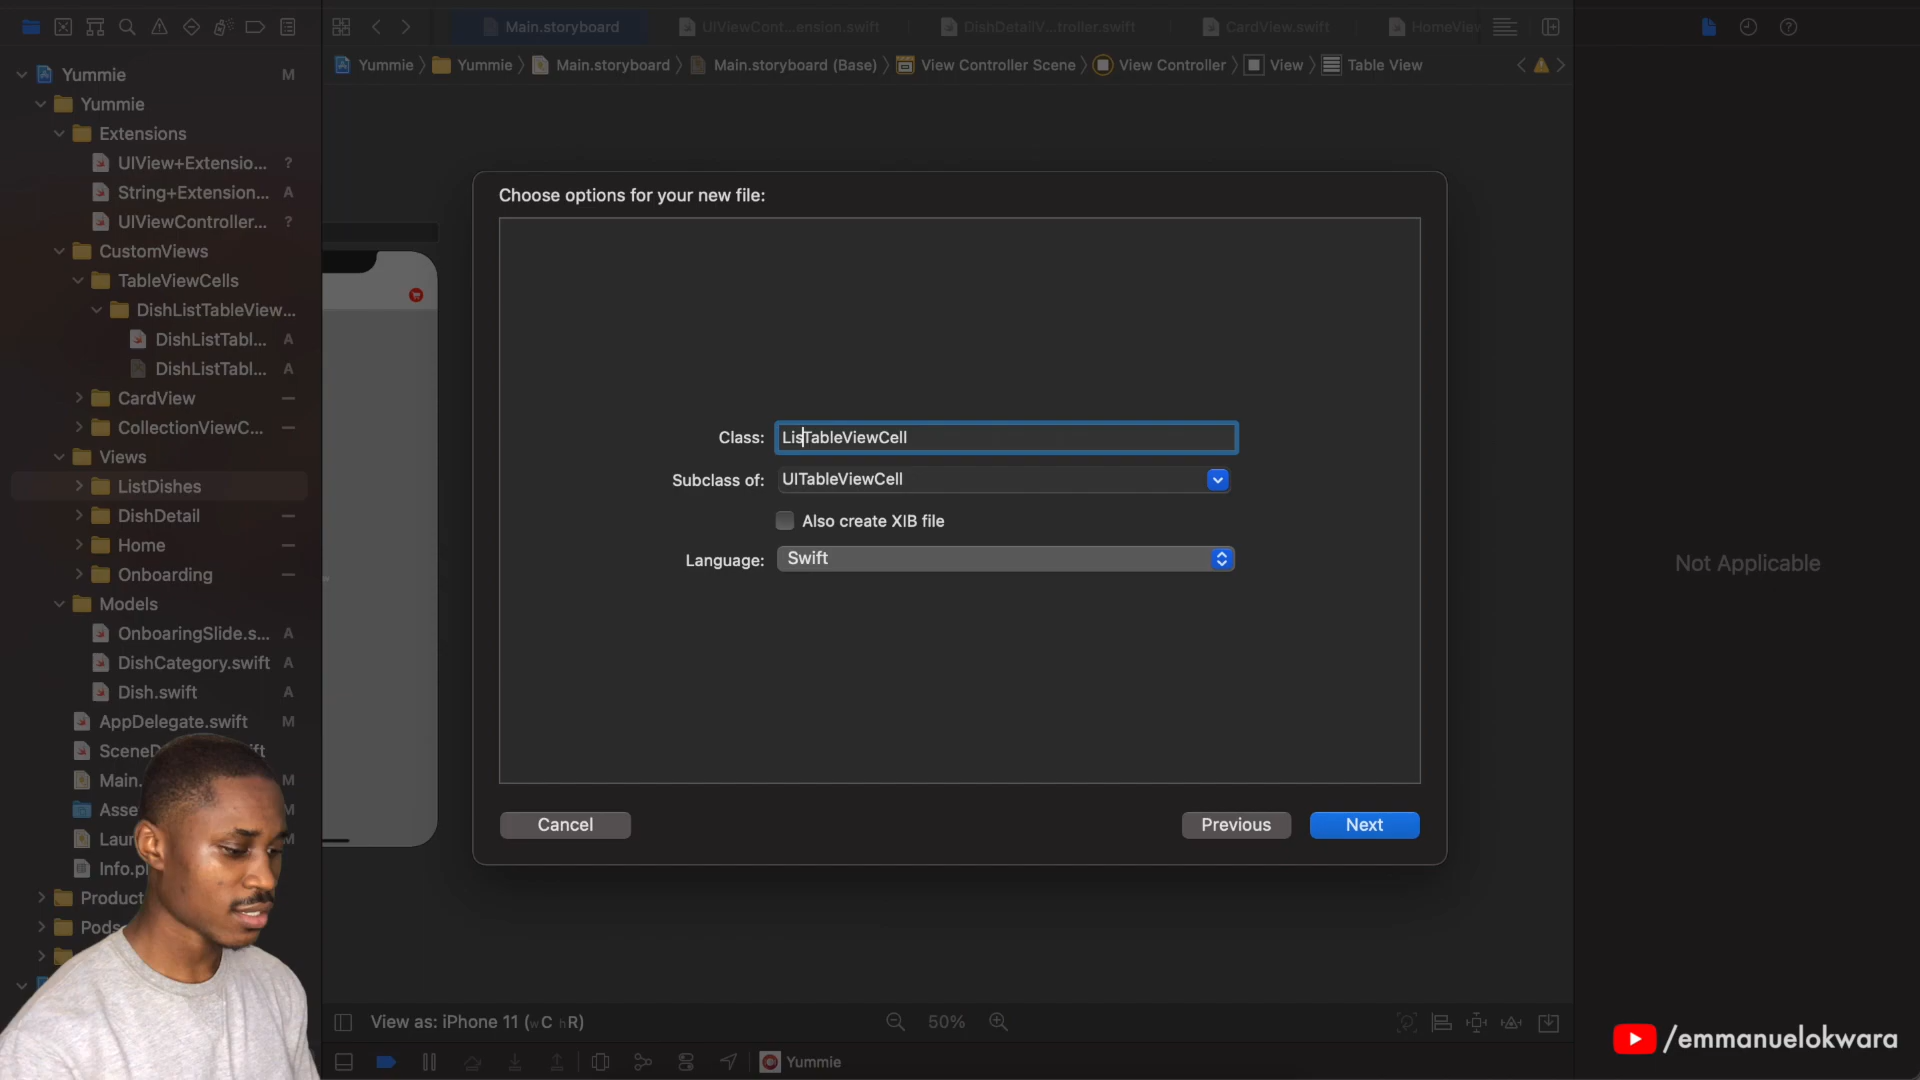 Main.storyboard
UIViewCont...ension.swift
DishDetailV...troller.swift
CardView.swift
HomeView
Yummie
Yummie
Main.storyboard
Main.storyboard (Base)
View Controller Scene
View Controller
View
Table View
Yummie M
Yummie
Extensions
UIView+Extensio... ?
String+Extension... A
UIViewController... ?
CustomViews
TableViewCells
DishListTableView...
DishListTabl... A
DishListTabl... A
CardView
CollectionViewC...
Views
ListDishes
DishDetail
Home
Onboarding
Models
OnboaringSlide.s... A
DishCategory.swift A
Dish.swift A
AppDelegate.swift M
Main. M
Info.p
Product
Pods
Choose options for your new file:
Class: LisTableViewCell
Subclass of: UITableViewCell
Also create XIB file
Language: Swift
Cancel
Previous
Next
Not Applicable
View as: iPhone 11 (wC hR)
50%
Yummie
/emmanuelokwara